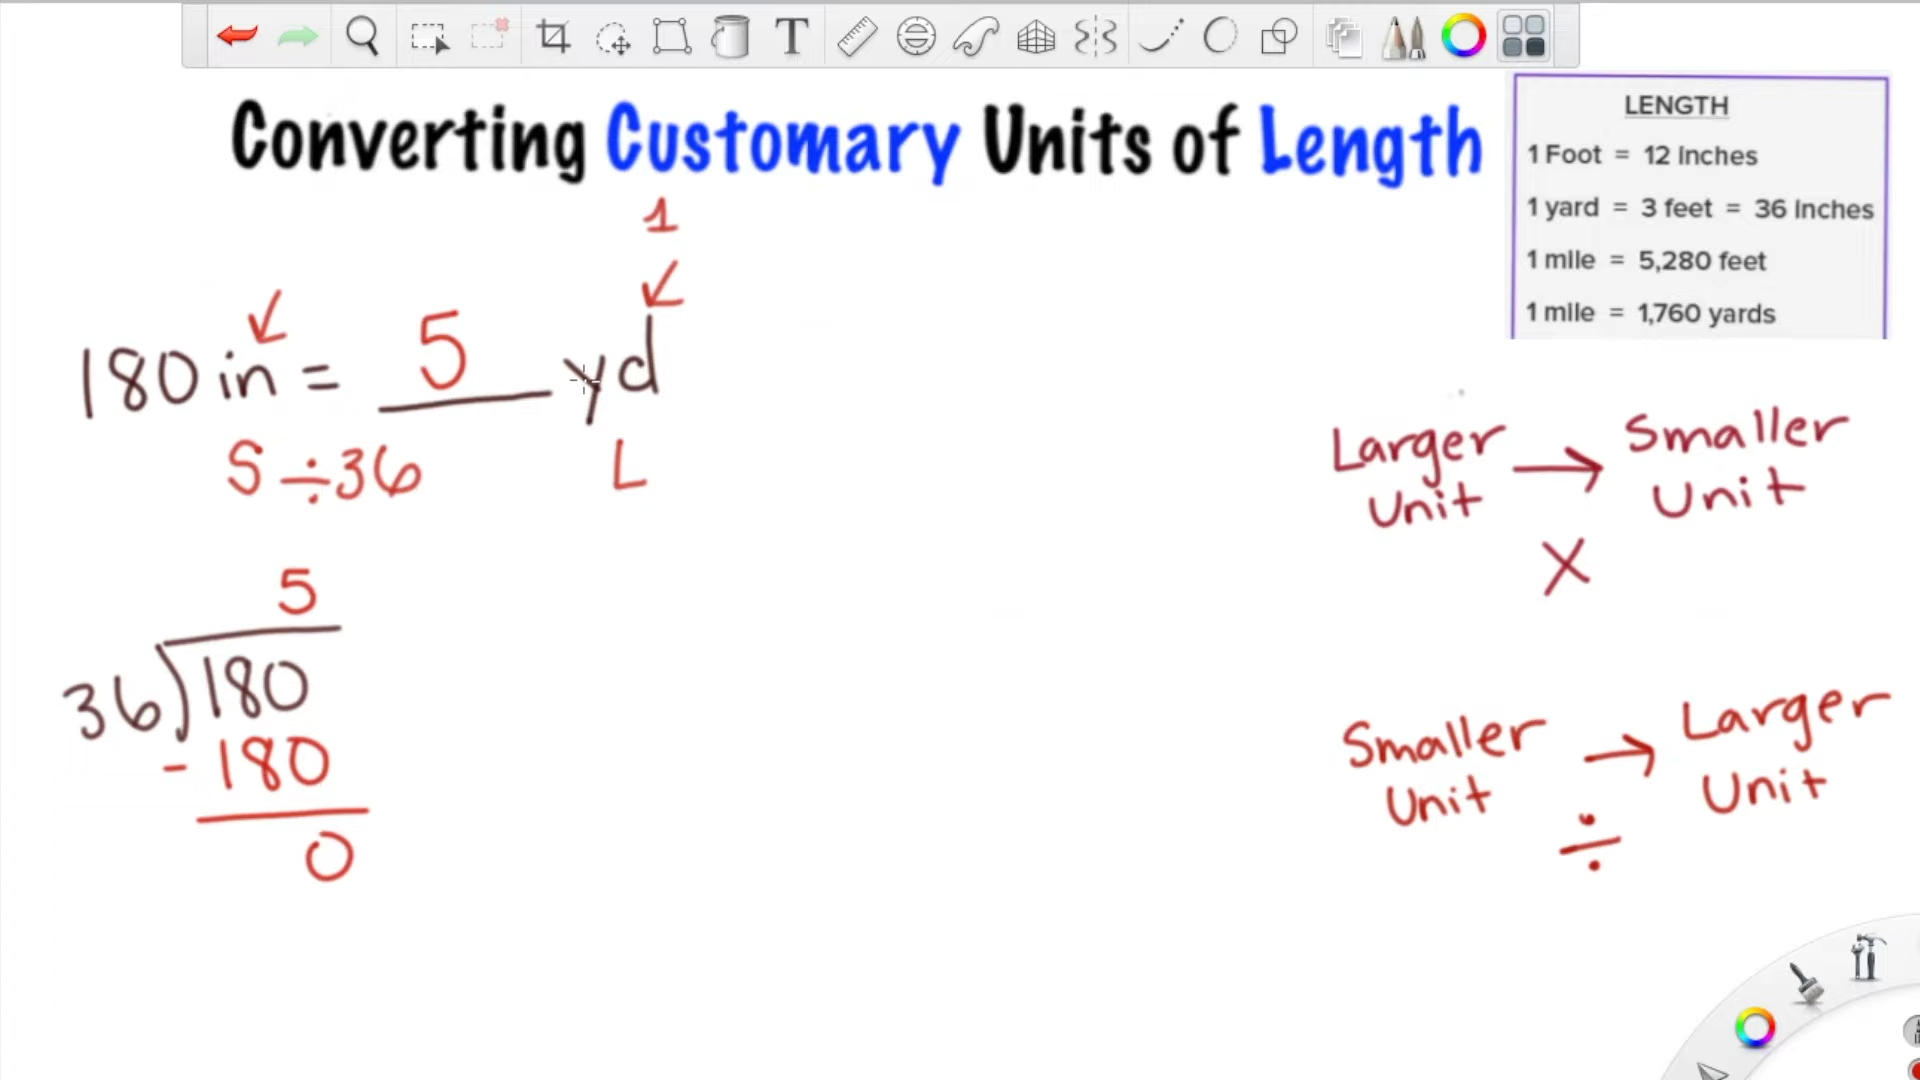 Converting Customary Units of Length
LENGTH
1 Foot = 12 Inches
1 yard = 3 feet = 36 Inches
1 mile = 5,280 feet
1 mile = 1,760 yards
1
180 in = 5 yd
S ÷36 L
5
36)180
- 180
0
Larger Unit → Smaller Unit
X
Smaller Unit → Larger Unit
÷